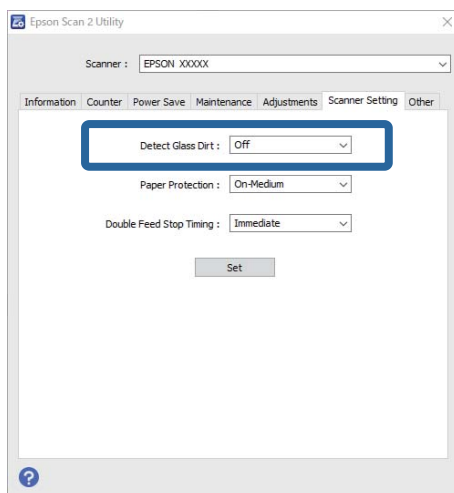 Epson Scan 2 Utility
Scanner : EPSON XXXXX
Information Counter Power Save Maintenance Adjustments Scanner Setting Other
Detect Glass Dirt : Off
Paper Protection : On-Medium
Double Feed Stop Timing : Immediate
Set
?